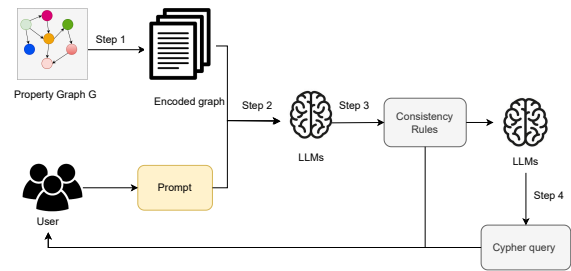 Step 1
Property Graph G
Encoded graph
Step 2
LLMs
Step 3
Consistency
Rules
LLMs
Step 4
User
Prompt
Cypher query